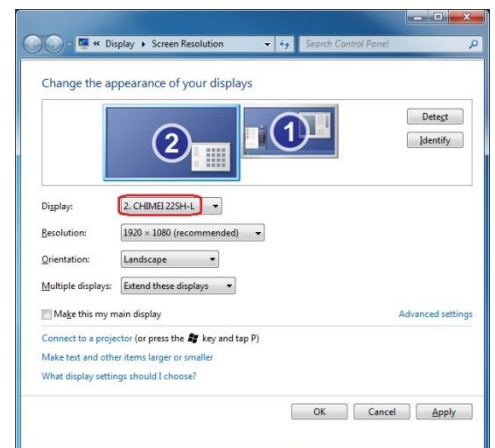 « Display ▸ Screen Resolution
Search Control Panel
Change the appearance of your displays
2
1
Detect
Identify
Display: 2. CHIMEI 22SH-L
Resolution: 1920 × 1080 (recommended)
Orientation: Landscape
Multiple displays: Extend these displays
Make this my main display
Advanced settings
Connect to a projector (or press the key and tap P)
Make text and other items larger or smaller
What display settings should I choose?
OK Cancel Apply